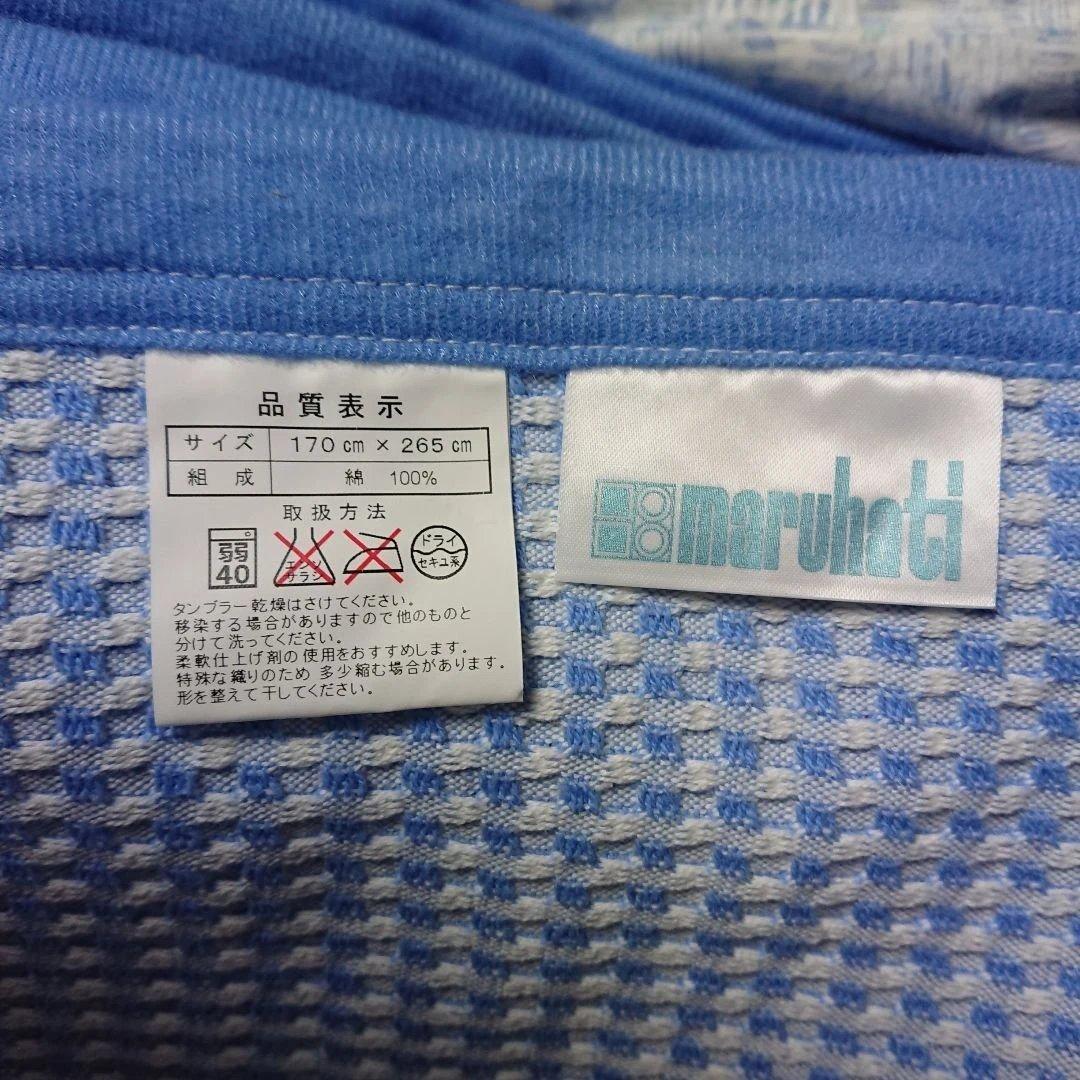 品質表示
サイズ 170㎝ × 265㎝
組成 綿 100%
取扱方法
弱 40
エンソサラシ
ドライ
セキユ系
タンブラー乾燥はさけてください。
移染する場合がありますので他のものと
分けて洗ってください。
柔軟仕上げ剤の使用をおすすめします。
特殊な織りのため 多少縮む場合があります。
形を整えて干してください。
maruhati